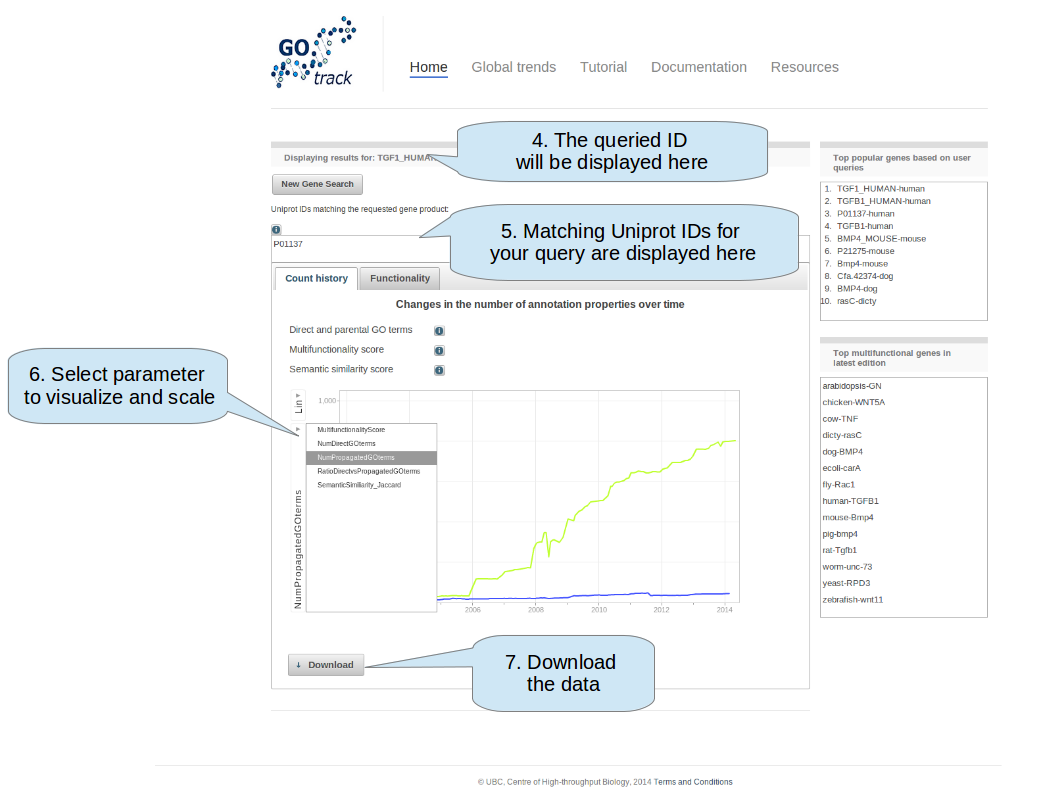 GO
track
Home Global trends Tutorial Documentation Resources
4. The queried ID
will be displayed here
Displaying results for: TGF1_HUMAN
New Gene Search
Uniprot IDs matching the requested gene product:
P01137
5. Matching Uniprot IDs for
your query are displayed here
Count history Functionality
Changes in the number of annotation properties over time
Direct and parental GO terms
Multifunctionality score
Semantic similarity score
6. Select parameter
to visualize and scale
Lin
1,000
MultifunctionalityScore
NumDirectGOterms
NumPropagatedGOterms
RatioDirectvsPropagatedGOterms
SemanticSimiliarity_Jaccard
NumPropagatedGOterms
2006 2008 2010 2012 2014
Download
7. Download
the data
Top popular genes based on user
queries
1. TGF1_HUMAN-human
2. TGFB1_HUMAN-human
3. P01137-human
4. TGFB1-human
5. BMP4_MOUSE-mouse
6. P21275-mouse
7. Bmp4-mouse
8. Cfa.42374-dog
9. BMP4-dog
10. rasC-dicty
Top multifunctional genes in
latest edition
arabidopsis-GN
chicken-WNT5A
cow-TNF
dicty-rasC
dog-BMP4
ecoli-carA
fly-Rac1
human-TGFB1
mouse-Bmp4
pig-bmp4
rat-Tgfb1
worm-unc-73
yeast-RPD3
zebrafish-wnt11
© UBC, Centre of High-throughput Biology, 2014 Terms and Conditions